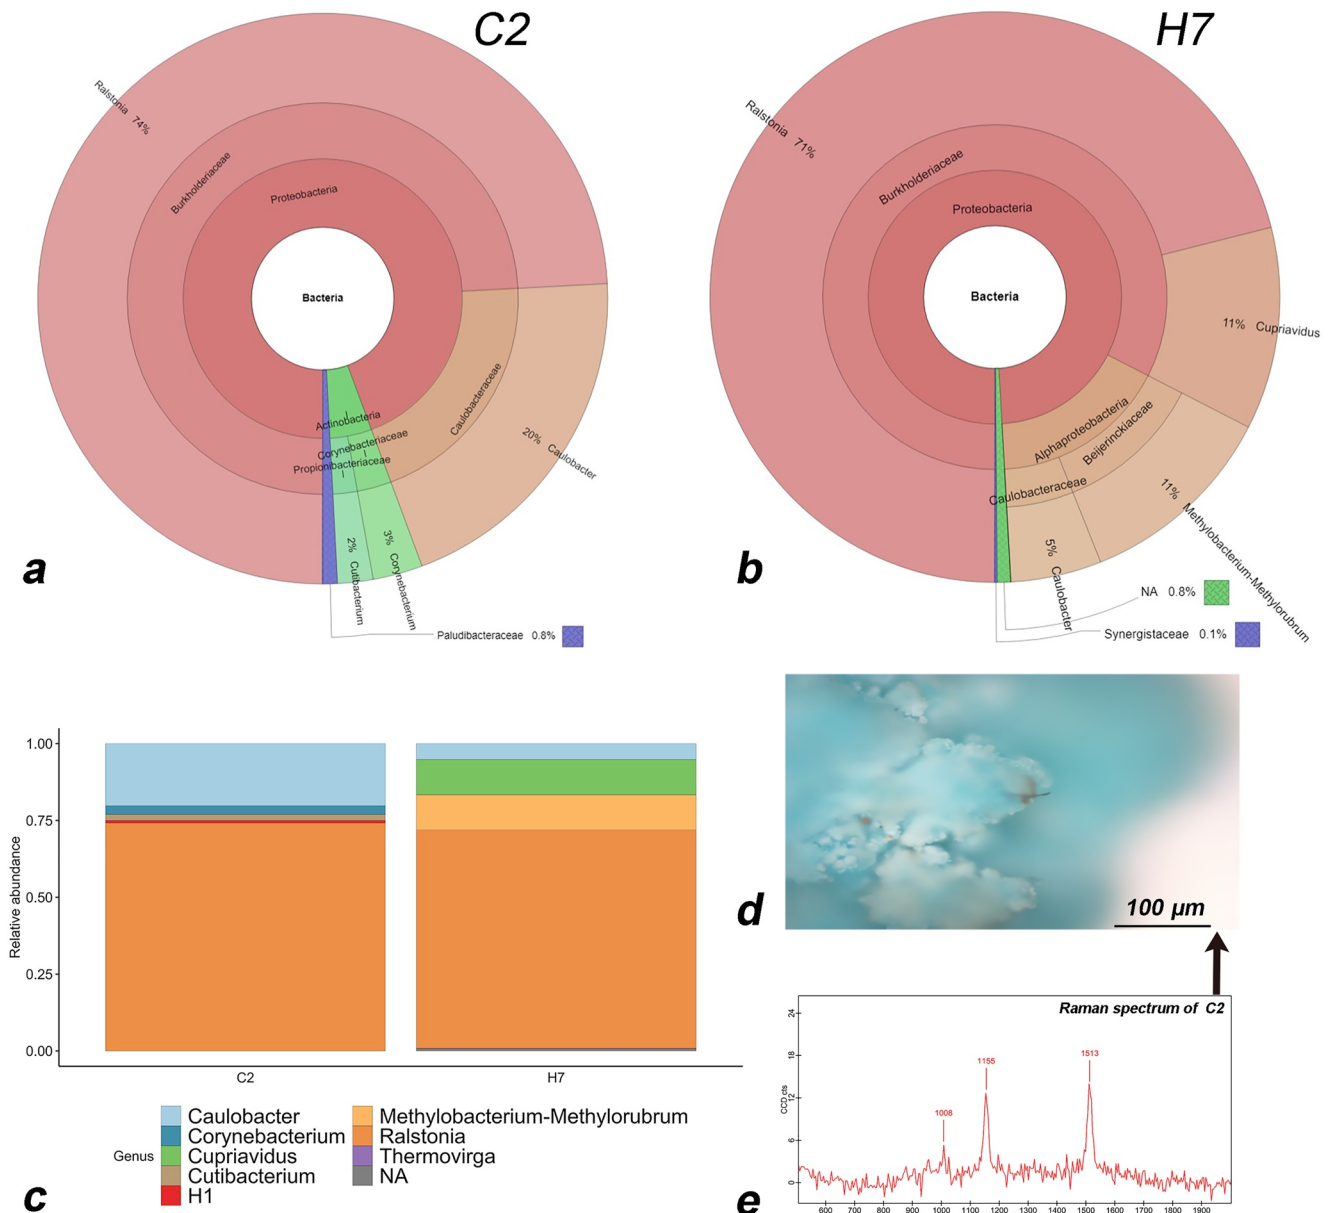 C2
Ralstonia 74%
Burkholderiaceae
Proteobacteria
Bacteria
Caulobacteraceae
20% Caulobacter
Actinobacteria
Corynebacteriaceae
Propionibacteriaceae
2% Cutibacterium
3% Corynebacterium
Paludibacteraceae 0.8%
a
H7
Ralstonia 71%
Burkholderiaceae
Proteobacteria
Bacteria
11% Cupriavidus
Alphaproteobacteria
Beijerinckiaceae
Caulobacteraceae
11% Methylobacterium-Methylorubrum
5% Caulobacter
NA 0.8%
Synergistaceae 0.1%
b
Relative abundance
1.00
0.75
0.50
0.25
0.00
C2
H7
Genus
Caulobacter
Corynebacterium
Cupriavidus
Cutibacterium
H1
Methylobacterium-Methylorubrum
Ralstonia
Thermovirga
NA
c
d
100 µm
Raman spectrum of C2
CCD cts
24
18
12
6
0
1008
1155
1513
600 700 800 900 1000 1100 1200 1300 1400 1500 1600 1700 1800 1900
e